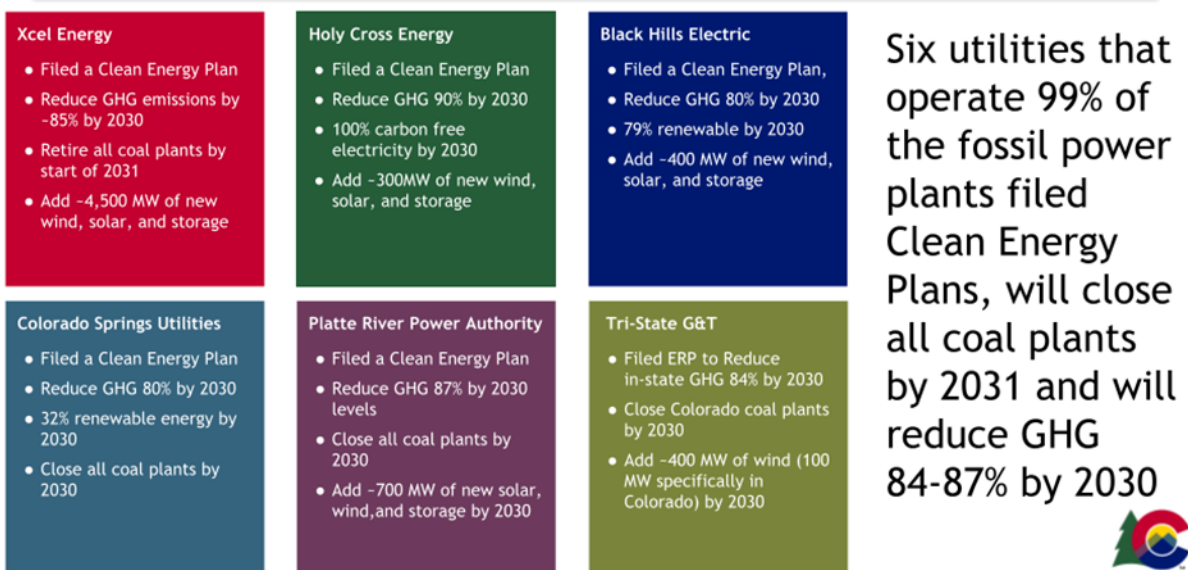 Xcel Energy
● Filed a Clean Energy Plan
● Reduce GHG emissions by
~85% by 2030
● Retire all coal plants by
start of 2031
● Add ~4,500 MW of new
wind, solar, and storage
Holy Cross Energy
● Filed a Clean Energy Plan
● Reduce GHG 90% by 2030
● 100% carbon free
electricity by 2030
● Add ~300MW of new wind,
solar, and storage
Black Hills Electric
● Filed a Clean Energy Plan,
● Reduce GHG 80% by 2030
● 79% renewable by 2030
● Add ~400 MW of new wind,
solar, and storage
Colorado Springs Utilities
● Filed a Clean Energy Plan
● Reduce GHG 80% by 2030
● 32% renewable energy by
2030
● Close all coal plants by
2030
Platte River Power Authority
● Filed a Clean Energy Plan
● Reduce GHG 87% by 2030
levels
● Close all coal plants by
2030
● Add ~700 MW of new solar,
wind,and storage by 2030
Tri-State G&T
● Filed ERP to Reduce
in-state GHG 84% by 2030
● Close Colorado coal plants
by 2030
● Add ~400 MW of wind (100
MW specifically in
Colorado) by 2030
Six utilities that
operate 99% of
the fossil power
plants filed
Clean Energy
Plans, will close
all coal plants
by 2031 and will
reduce GHG
84-87% by 2030